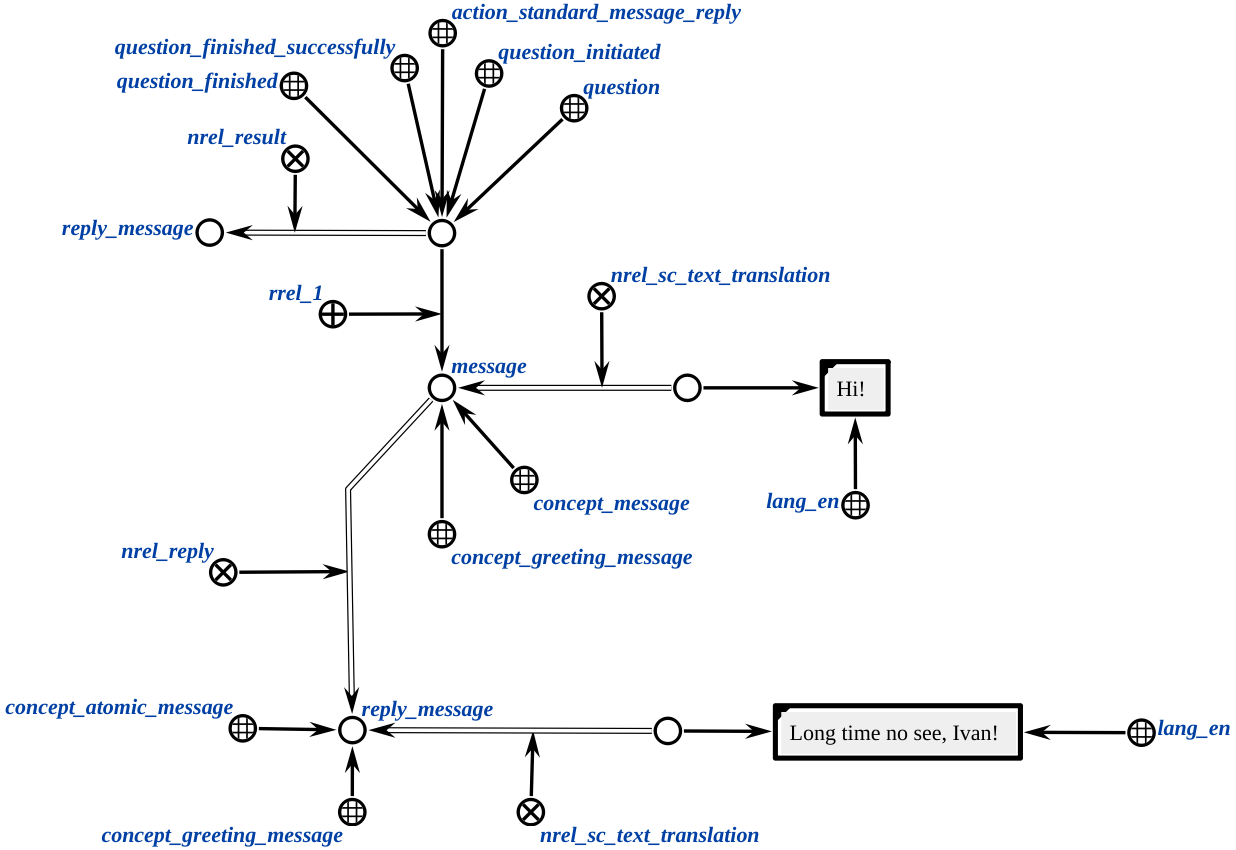 action_standard_message_reply
question_finished_successfully
question_initiated
question_finished
question
nrel_result
reply_message
nrel_sc_text_translation
rrel_1
message
Hi!
concept_message
lang_en
nrel_reply
concept_greeting_message
concept_atomic_message
reply_message
Long time no see, Ivan!
lang_en
concept_greeting_message
nrel_sc_text_translation